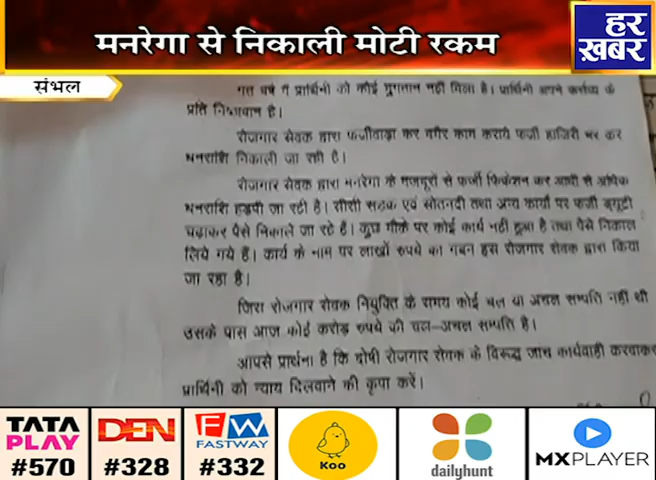 मनरेगा से निकाली मोटी रकम
हर
ख़बर
संभल
गत वर्ष में प्रार्थिनी को कोई भुगतान नहीं मिला है। प्रार्थिनी अपने कर्तव्य के
प्रति निष्ठावान है।
रोजगार सेवक द्वारा फर्जीवाड़ा कर बगैर काम कराये फर्जी हाजिरी भर कर
धनराशि निकाली जा रही है।
रोजगार सेवक द्वारा मनरेगा के मजदूरों से फर्जी कर आधी से अधिक
धनराशि हड़पी जा रही है। सीसी सड़क एवं सोतनदी तथा अन्य कार्यो पर फर्जी ड्यूटी
चढ़ाकर पैसे निकाले जा रहे हैं। कुछ मौके पर कोई कार्य नहीं हुआ है तथा पैसे निकाल
लिये गये हैं। कार्य के नाम पर लाखों रुपये का गबन इस रोजगार सेवक द्वारा किया
जा रहा है।
जिस रोजगार सेवक नियुक्ति के समय कोई चल या अचल सम्पति नहीं थी
उसके पास आज कोई करोड़ रुपये की चल-अचल सम्पति है।
आपसे प्रार्थना है कि दोषी रोजगार सेवक के विरूद्ध जांच कार्यवाही करवाकर
प्रार्थिनी को न्याय दिलवाने की कृपा करें।
TATA PLAY #570
DEN #328
FW FASTWAY #332
Koo
dailyhunt
MXPLAYER